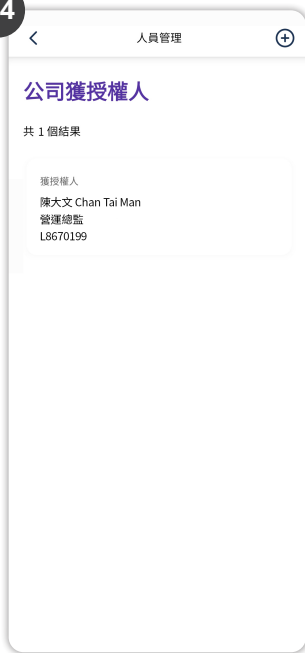 4
人員管理
公司獲授權人
共 1 個結果
獲授權人
陳大文 Chan Tai Man
營運總監
L8670199